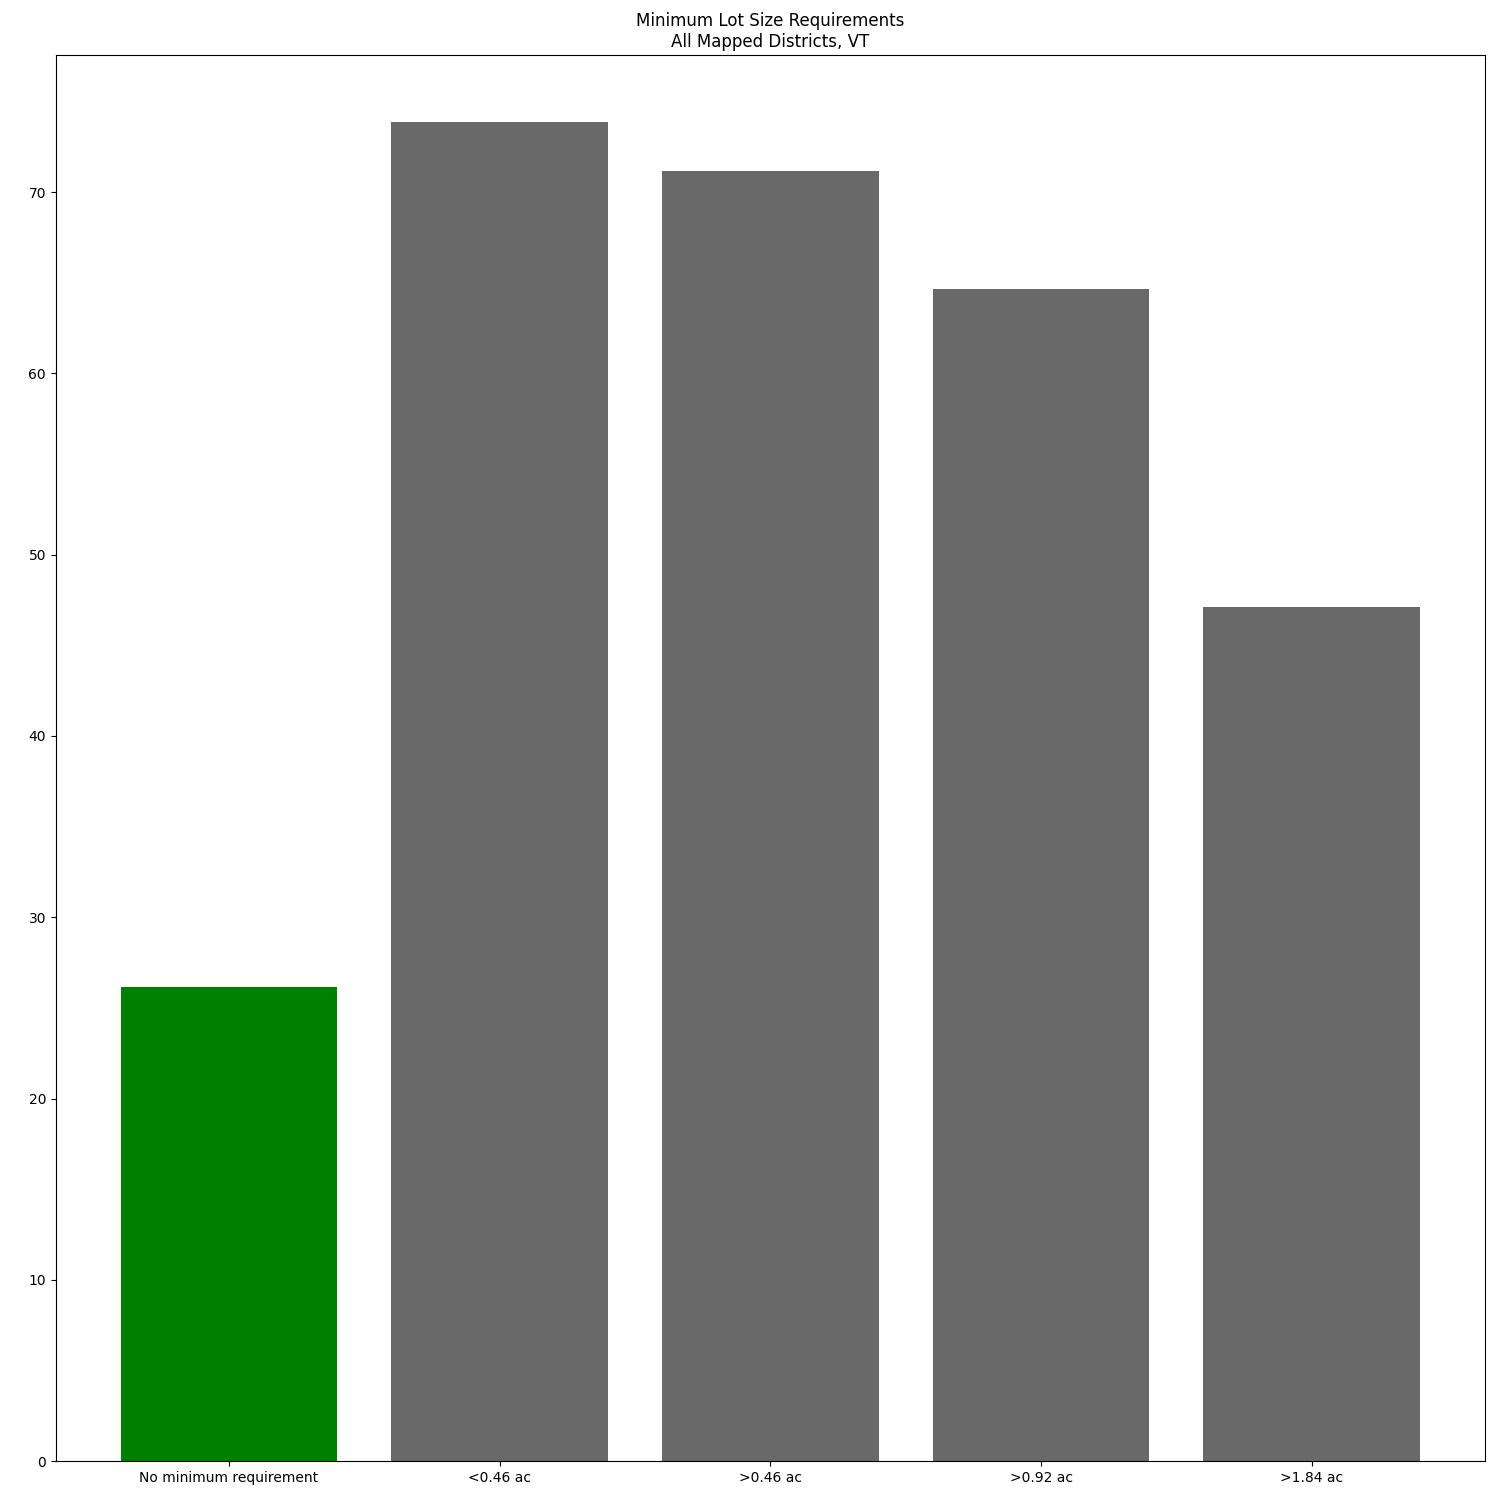 Minimum Lot Size Requirements
All Mapped Districts, VT
70
60
50
40
30
20
10
0
No minimum requirement
<0.46 ac
>0.46 ac
>0.92 ac
>1.84 ac